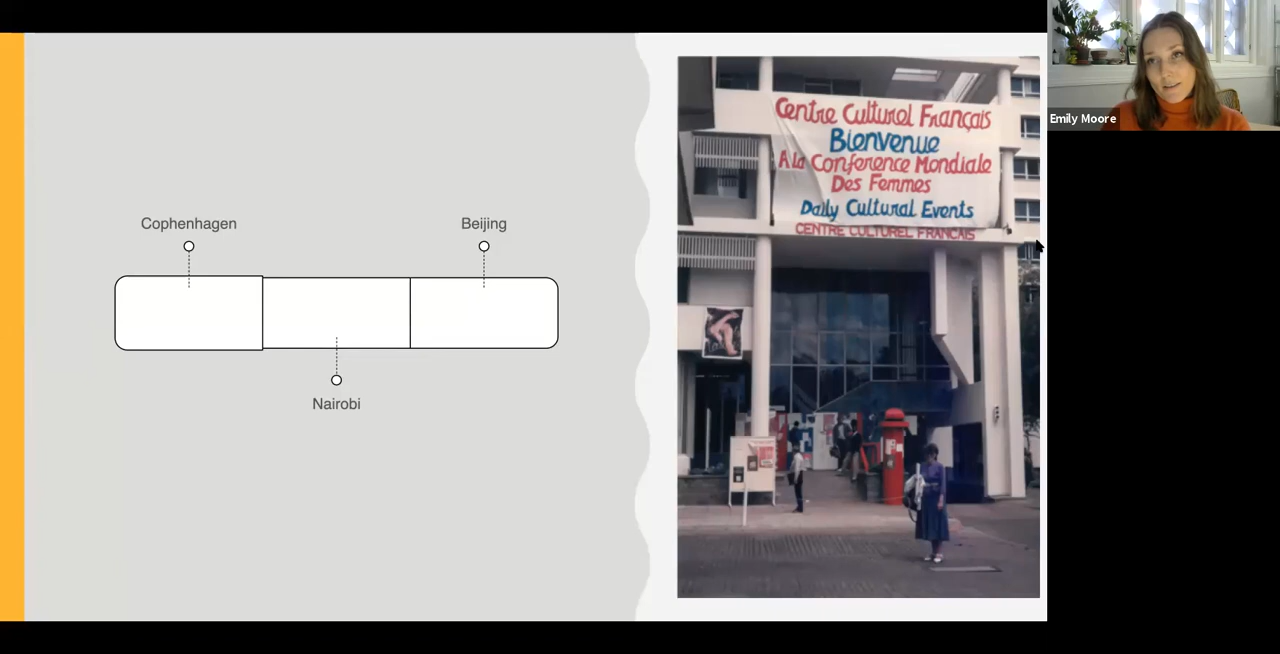 Cophenhagen
Beijing
Nairobi
Centre Culturel Français
Bienvenue
A la Conference Mondiale
Des Femmes
Daily Cultural Events
CENTRE CULTUREL FRANCAIS
Emily Moore